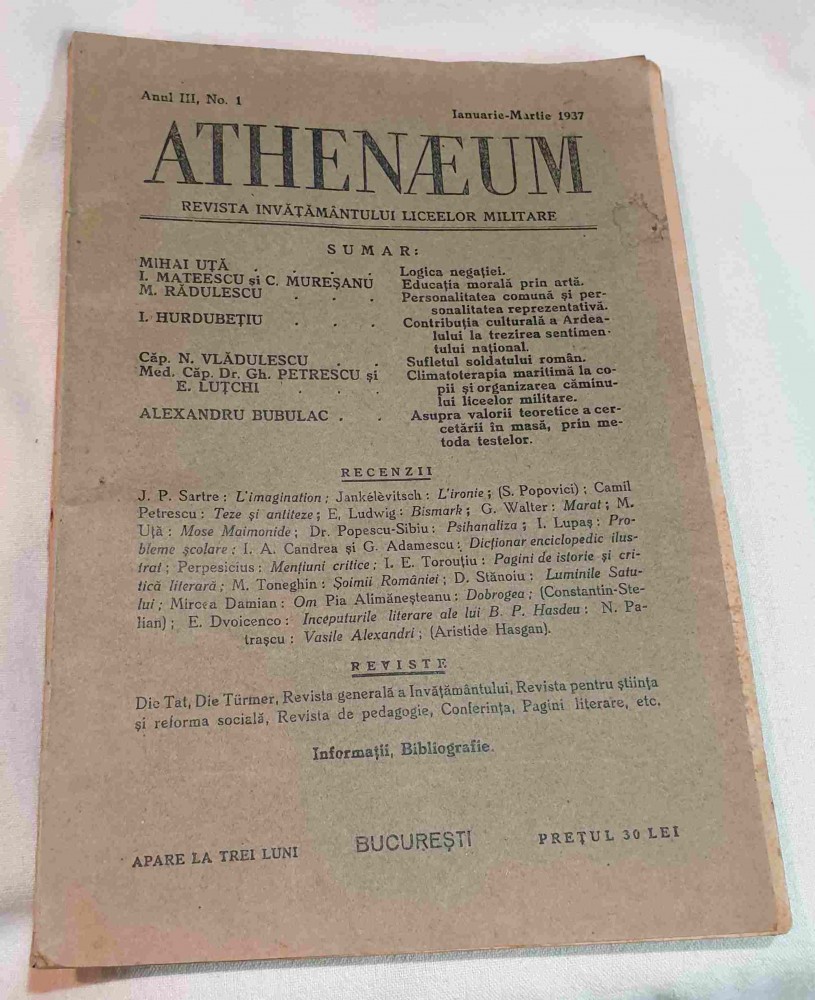 Anul III, No. 1
Ianuarie-Martie 1937
ATHENÆUM
REVISTA INVĂȚĂMÂNTULUI LICEELOR MILITARE
SUMAR:
MIHAI UȚĂ . . . . Logica negației.
I. MATEESCU și C. MUREȘANU Educația morală prin artă.
M. RĂDULESCU . . . Personalitatea comună și per-
sonalitatea reprezentativă.
I. HURDUBEȚIU . . . Contribuția culturală a Ardea-
lului la trezirea sentimen-
tului național.
Căp. N. VLĂDULESCU . . Sufletul soldatului român.
Med. Căp. Dr. Gh. PETRESCU și Climatoterapia maritimă la co-
E. LUȚCHI . . . pii și organizarea căminu-
lui liceelor militare.
ALEXANDRU BUBULAC . . Asupra valorii teoretice a cer-
cetării în masă, prin me-
toda testelor.
RECENZII
J. P. Sartre: L'imagination; Jankélèvitsch: L'ironie; (S. Popovici); Camil
Petrescu: Teze și antiteze; E, Ludwig: Bismark; G. Walter: Marat; M.
Uță: Mose Maimonide; Dr. Popescu-Sibiu: Psihanaliza; I. Lupaș: Pro-
bleme școlare; I. A. Candrea și G. Adamescu: Dicționar enciclopedic ilus-
trat; Perpesicius: Mențiuni critice; I. E. Torouțiu: Pagini de istorie și cri-
tică literară; M. Toneghin: Șoimii României; D. Stănoiu: Luminile Satu-
lui; Mircea Damian: Om Pia Alimăneșteanu: Dobrogea; (Constantin-Ste-
lian); E. Dvoicenco: Inceputurile literare ale lui B. P. Hasdeu: N. Pa-
trașcu: Vasile Alexandri; (Aristide Hasgan).
REVISTE
Die Tat, Die Türmer, Revista generală a Invățământului, Revista pentru știința
și reforma socială, Revista de pedagogie, Conferința, Pagini literare, etc.
Informații, Bibliografie.
APARE LA TREI LUNI BUCUREȘTI PREȚUL 30 LEI